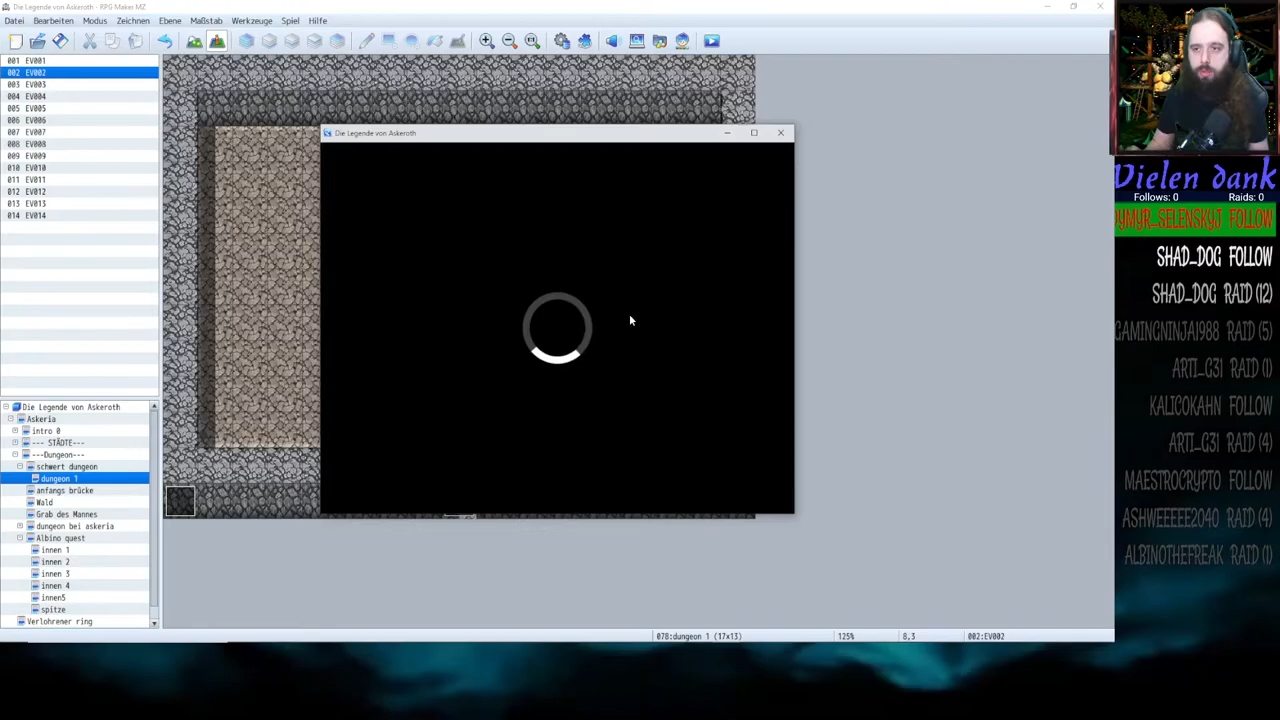 Die Legende von Askeroth - RPG Maker MZ
Datei Bearbeiten Modus Zeichnen Ebene Maßstab Werkzeuge Spiel Hilfe
001 EV001
002 EV002
003 EV003
004 EV004
005 EV005
006 EV006
007 EV007
008 EV008
009 EV009
010 EV010
011 EV011
012 EV012
013 EV013
014 EV014
Die Legende von Askeroth
Die Legende von Askeroth
Askeria
intro 0
--- STÄDTE---
---Dungeon---
schwert dungeon
dungeon 1
anfangs brücke
Wald
Grab des Mannes
dungeon bei askeria
Albino quest
innen 1
innen 2
innen 3
innen 4
innen5
spitze
Verlohrener ring
078:dungeon 1 (17x13) 125% 8,3 002:EV002
Vielen dank
Follows: 0 Raids: 0
YMYR_SELENSKYJ FOLLOW
SHAD_DOG FOLLOW
SHAD_DOG RAID (12)
GAMINGNINJA1988 RAID (5)
ARTI_G31 RAID (1)
KALICOKAHN FOLLOW
ARTI_G31 RAID (4)
MAESTROCRYPTO FOLLOW
ASHWEEEEE2040 RAID (4)
ALBINOTHEFREAK RAID (1)